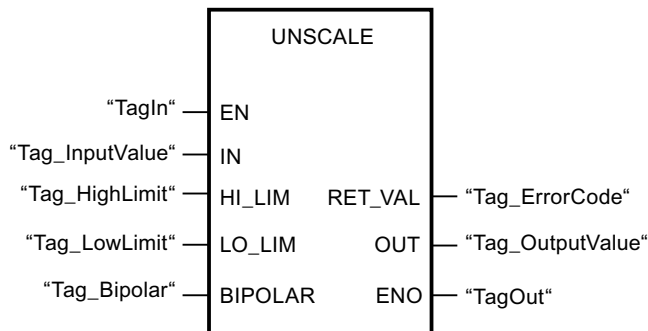 UNSCALE
“TagIn“ EN
“Tag_InputValue“ IN
“Tag_HighLimit“ HI_LIM RET_VAL “Tag_ErrorCode“
“Tag_LowLimit“ LO_LIM OUT “Tag_OutputValue“
“Tag_Bipolar“ BIPOLAR ENO “TagOut“